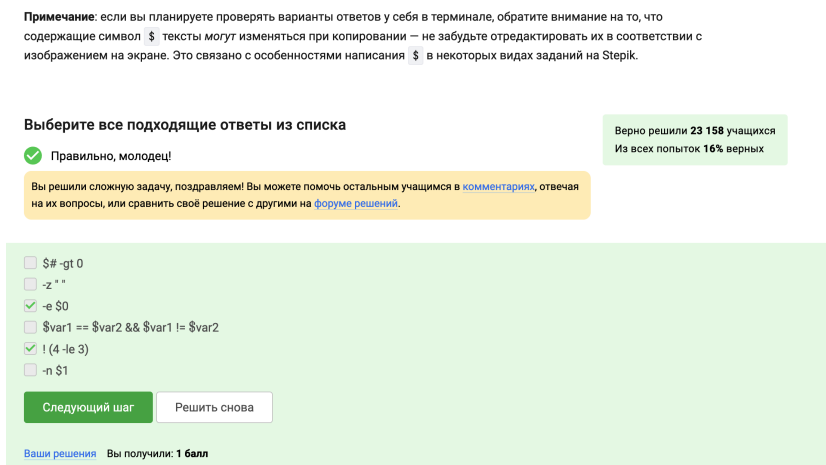 Примечание: если вы планируете проверять варианты ответов у себя в терминале, обратите внимание на то, что
содержащие символ $ тексты могут изменяться при копировании — не забудьте отредактировать их в соответствии с
изображением на экране. Это связано с особенностями написания $ в некоторых видах заданий на Stepik.
Выберите все подходящие ответы из списка
Верно решили 23 158 учащихся
Из всех попыток 16% верных
Правильно, молодец!
Вы решили сложную задачу, поздравляем! Вы можете помочь остальным учащимся в комментариях, отвечая
на их вопросы, или сравнить своё решение с другими на форуме решений.
$# -gt 0
-z " "
-e $0
$var1 == $var2 && $var1 != $var2
! (4 -le 3)
-n $1
Следующий шаг Решить снова
Ваши решения Вы получили: 1 балл